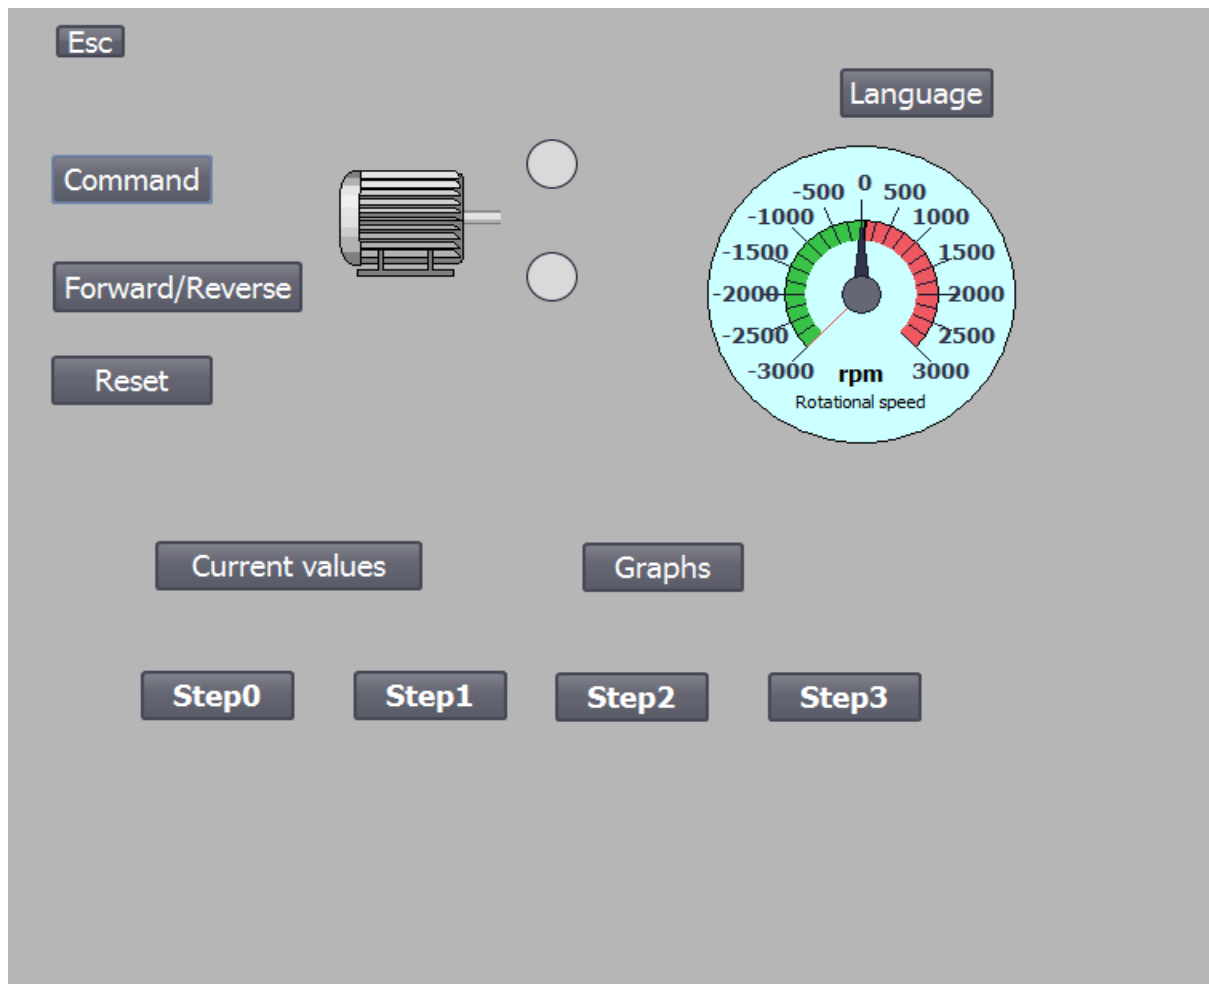 Esc
Language
Command
Forward/Reverse
Reset
0
-500 500
-1000 1000
-1500 1500
-2000 2000
-2500 2500
-3000 rpm 3000
Rotational speed
Current values
Graphs
Step0
Step1
Step2
Step3